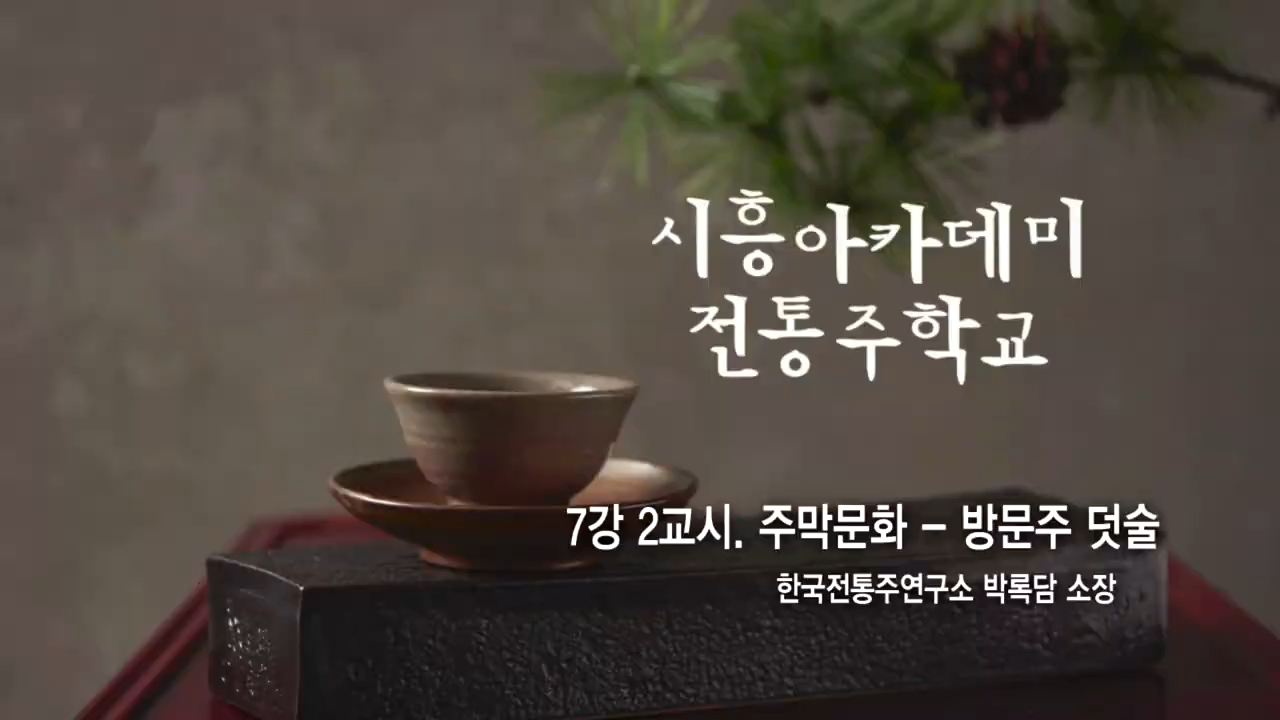 시흥아카데미
전통주학교
7강 2교시. 주막문화 – 방문주 덧술
한국전통주연구소 박록담 소장